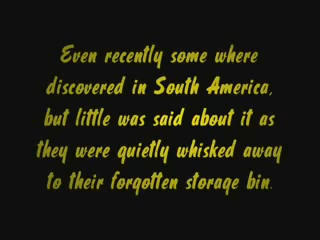 Even recently some where
discovered in South America,
but little was said about it as
they were quietly whisked away
to their forgotten storage bin.